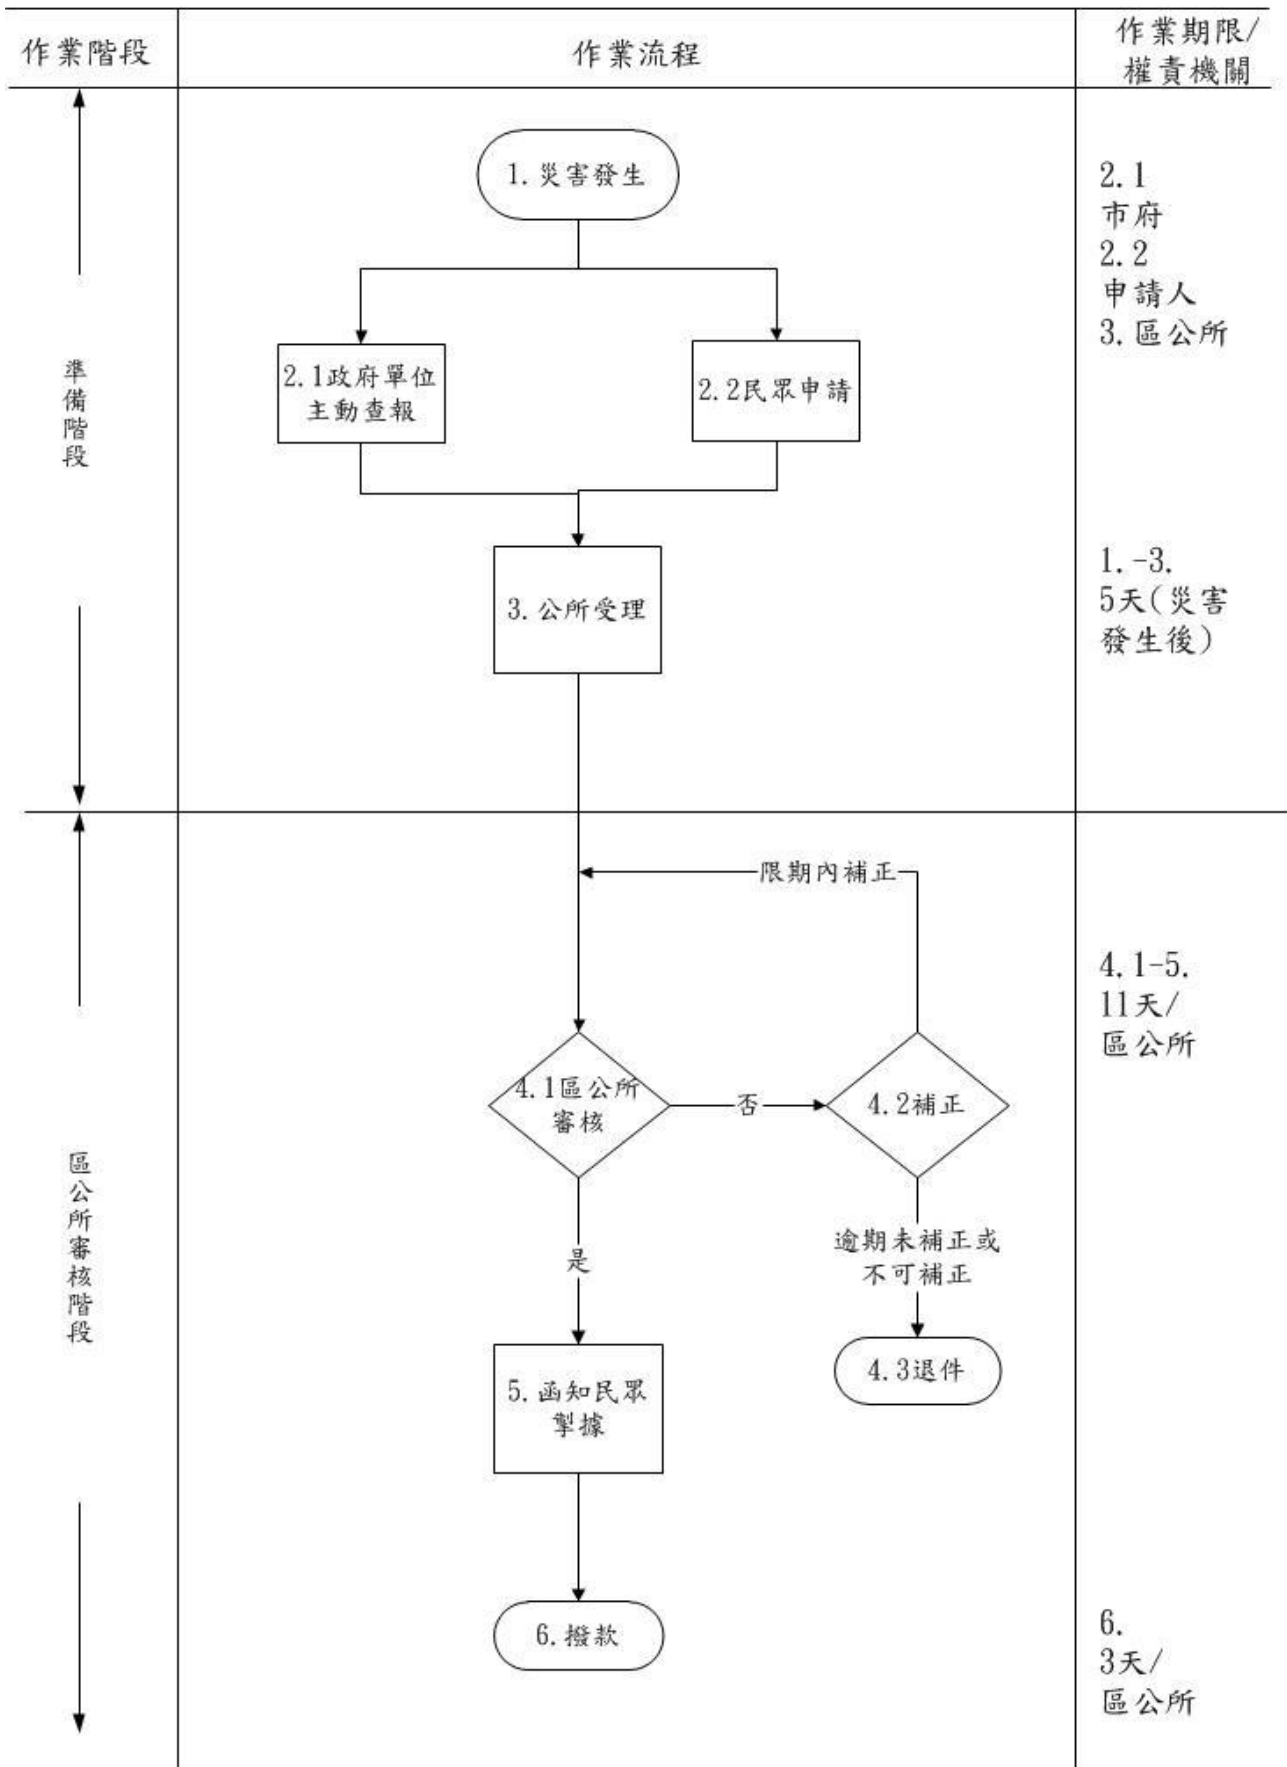 作業階段
作業流程
作業期限/
權責機關
1.災害發生
2.1政府單位
主動查報
2.2民眾申請
3.公所受理
準備階段
2.1
市府
2.2
申請人
3.區公所
1.-3.
5天(災害
發生後)
限期內補正
4.1區公所
審核
否
4.2補正
是
逾期未補正或
不可補正
4.3退件
5.函知民眾
掣據
6.撥款
區公所審核階段
4.1-5.
11天/
區公所
6.
3天/
區公所